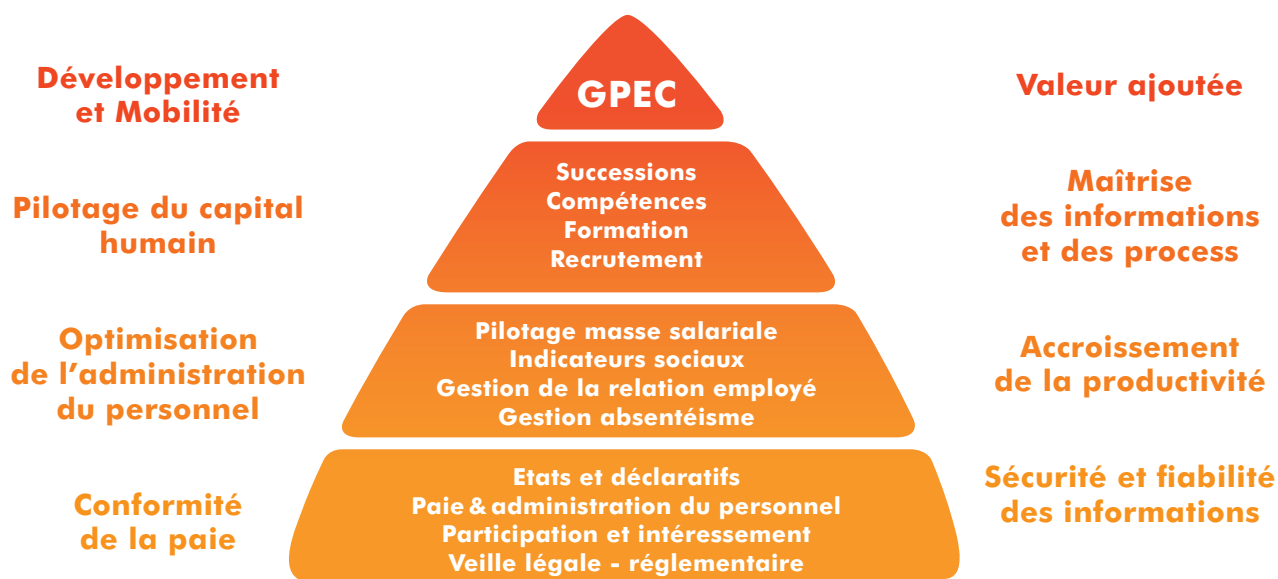 Développement
et Mobilité
GPEC
Valeur ajoutée
Pilotage du capital
humain
Successions
Compétences
Formation
Recrutement
Maîtrise
des informations
et des process
Optimisation
de l’administration
du personnel
Pilotage masse salariale
Indicateurs sociaux
Gestion de la relation employé
Gestion absentéisme
Accroissement
de la productivité
Conformité
de la paie
Etats et déclaratifs
Paie & administration du personnel
Participation et intéressement
Veille légale - réglementaire
Sécurité et fiabilité
des informations